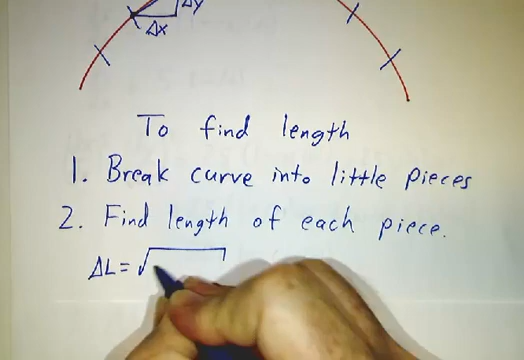 Δy
Δx
To find length
1. Break curve into little pieces
2. Find length of each piece.
ΔL = √